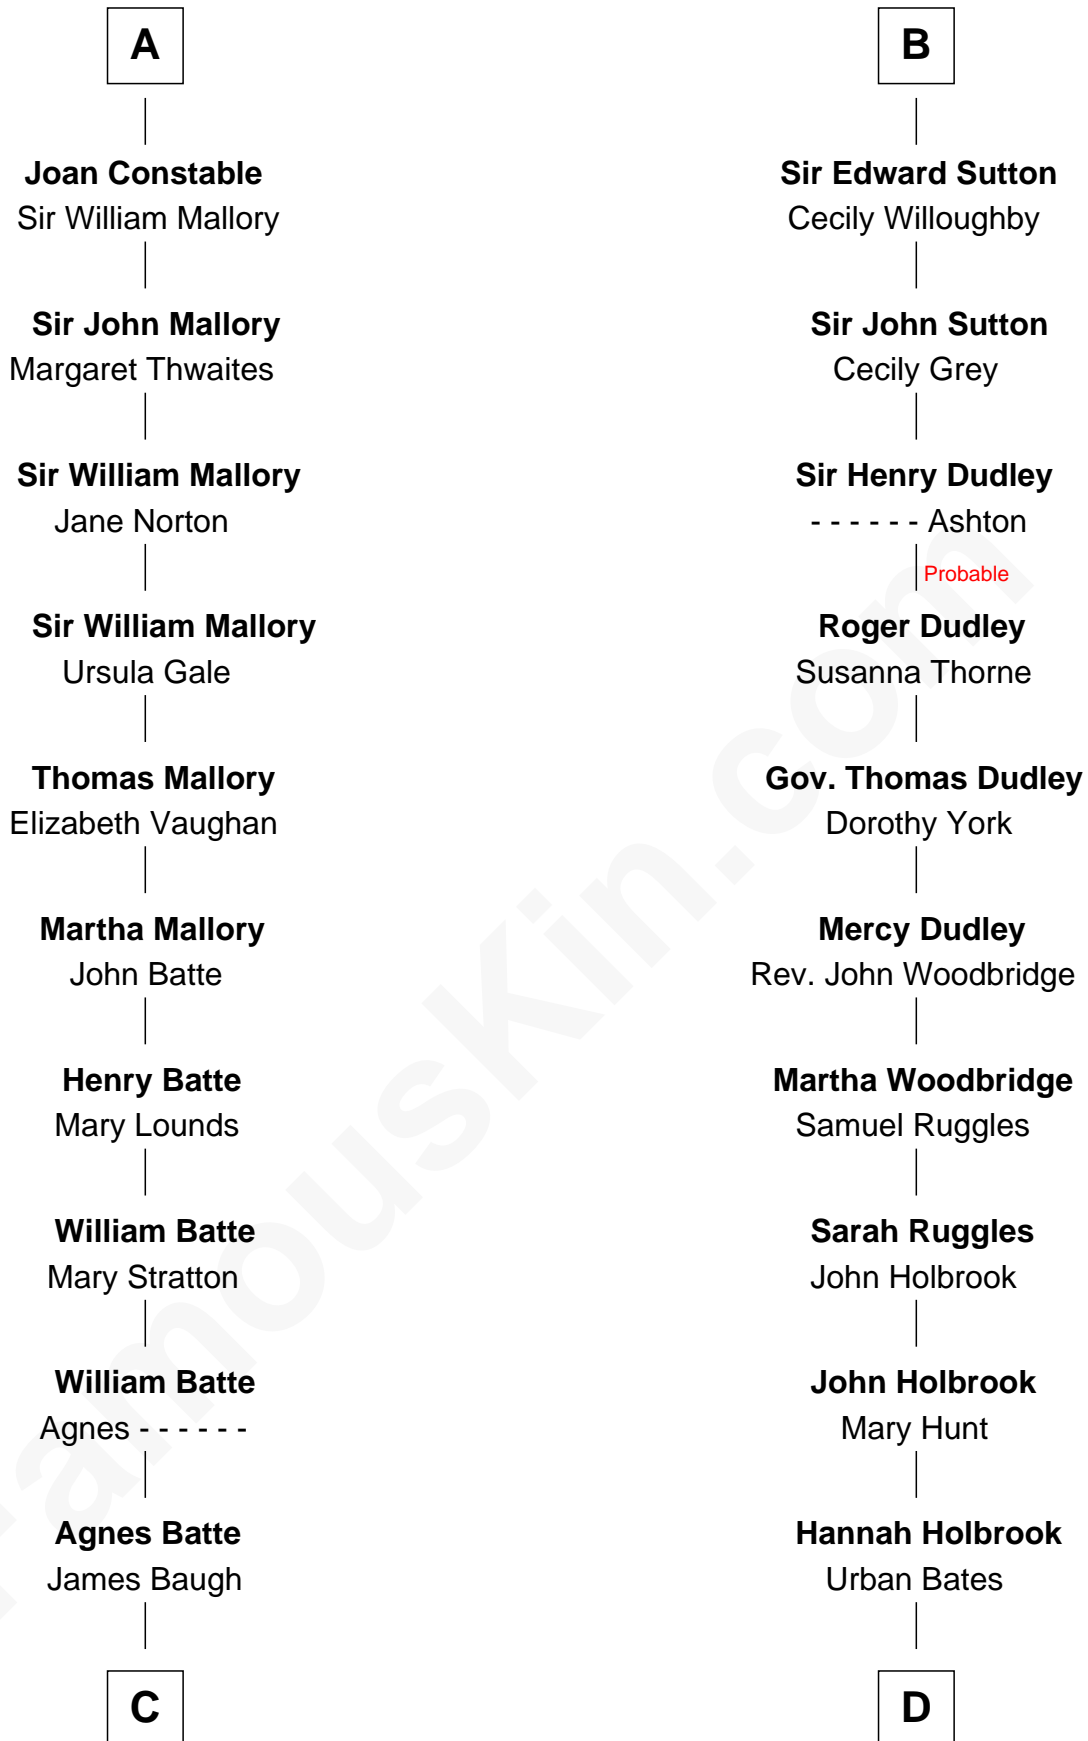 A
Joan Constable
Sir William Mallory
Sir John Mallory
Margaret Thwaites
Sir William Mallory
Jane Norton
Sir William Mallory
Ursula Gale
Thomas Mallory
Elizabeth Vaughan
Martha Mallory
John Batte
Henry Batte
Mary Lounds
William Batte
Mary Stratton
William Batte
Agnes - - - - - -
Agnes Batte
James Baugh
C
B
Sir Edward Sutton
Cecily Willoughby
Sir John Sutton
Cecily Grey
Sir Henry Dudley
- - - - - - Ashton
Probable
Roger Dudley
Susanna Thorne
Gov. Thomas Dudley
Dorothy York
Mercy Dudley
Rev. John Woodbridge
Martha Woodbridge
Samuel Ruggles
Sarah Ruggles
John Holbrook
John Holbrook
Mary Hunt
Hannah Holbrook
Urban Bates
D
FamousKin.com